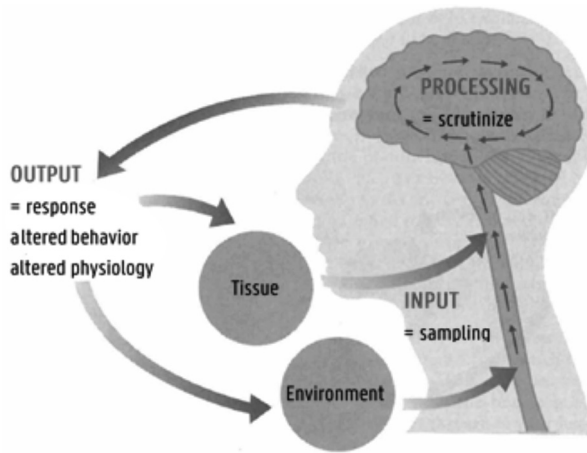 PROCESSING
= scrutinize
OUTPUT
= response
altered behavior
altered physiology
Tissue
INPUT
= sampling
Environment